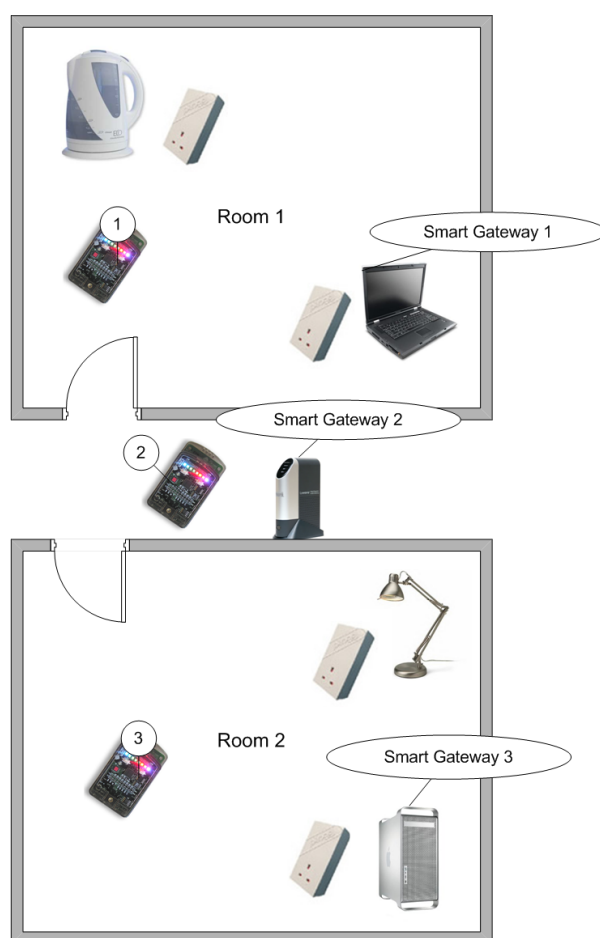 Room 1
1
Smart Gateway 1
Smart Gateway 2
2
3
Room 2
Smart Gateway 3